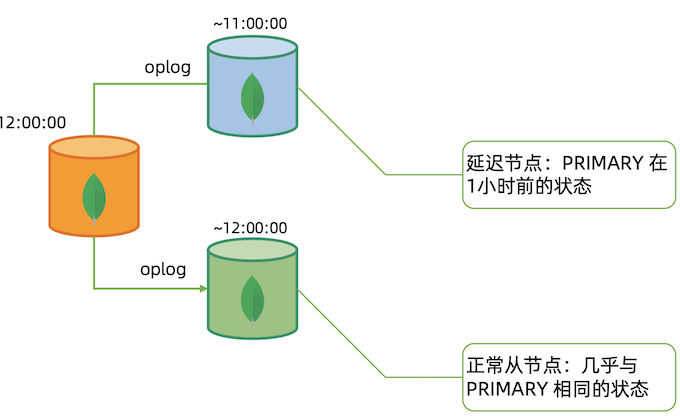 ~11:00:00
oplog
12:00:00
延迟节点：PRIMARY 在
1小时前的状态
~12:00:00
oplog
正常从节点：几乎与
PRIMARY 相同的状态